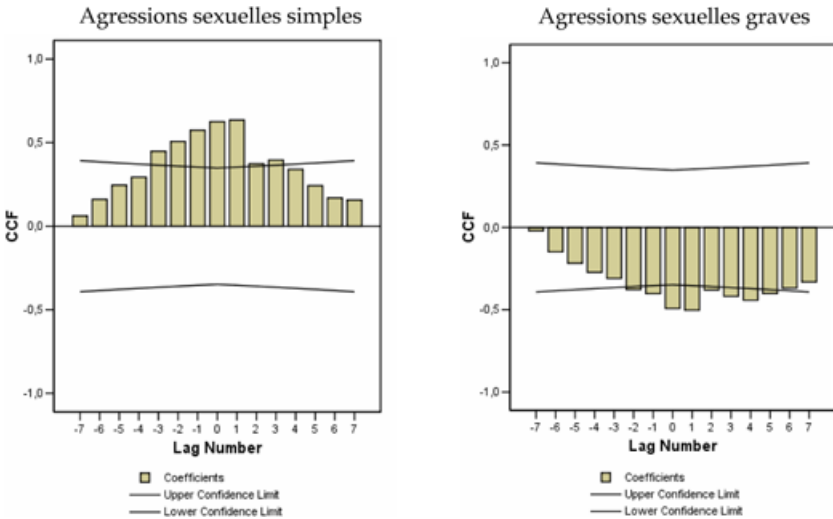 Agressions sexuelles simples
1,0
0,5
0,0
-0,5
-1,0
CCF
-7 -6 -5 -4 -3 -2 -1 0 1 2 3 4 5 6 7
Lag Number
Coefficients
Upper Confidence Limit
Lower Confidence Limit
Agressions sexuelles graves
1,0
0,5
0,0
-0,5
-1,0
CCF
-7 -6 -5 -4 -3 -2 -1 0 1 2 3 4 5 6 7
Lag Number
Coefficients
Upper Confidence Limit
Lower Confidence Limit